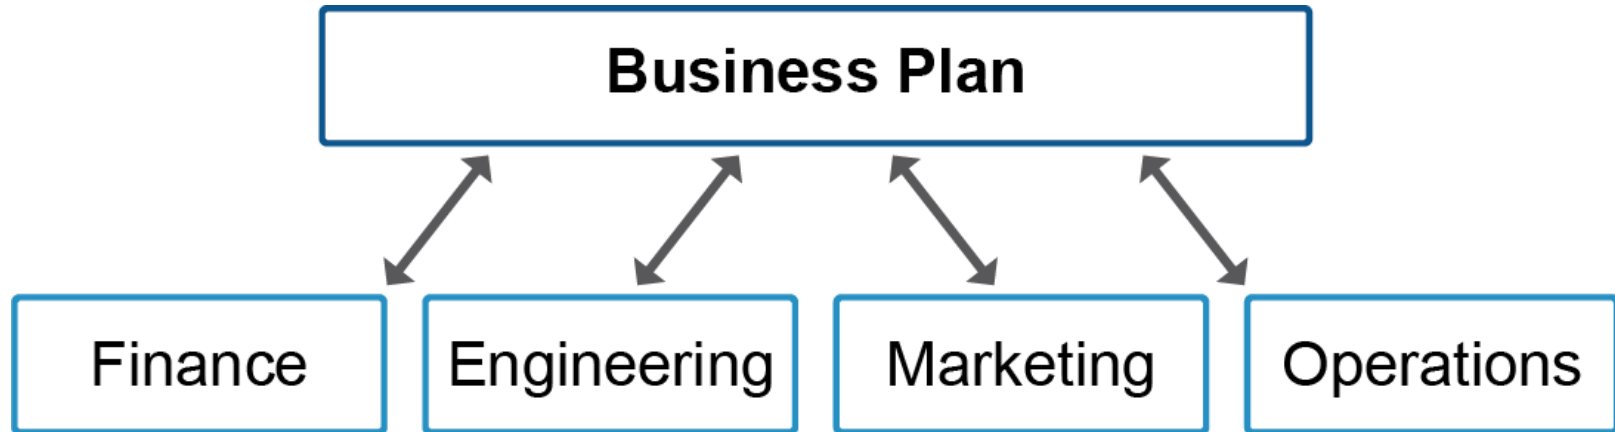 Business Plan
Finance
Engineering
Marketing
Operations